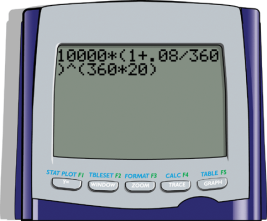 10000*(1+.08/360
)^(360*20)
STAT PLOT F1 TBLSET F2 FORMAT F3 CALC F4 TABLE F5
Y= WINDOW ZOOM TRACE GRAPH